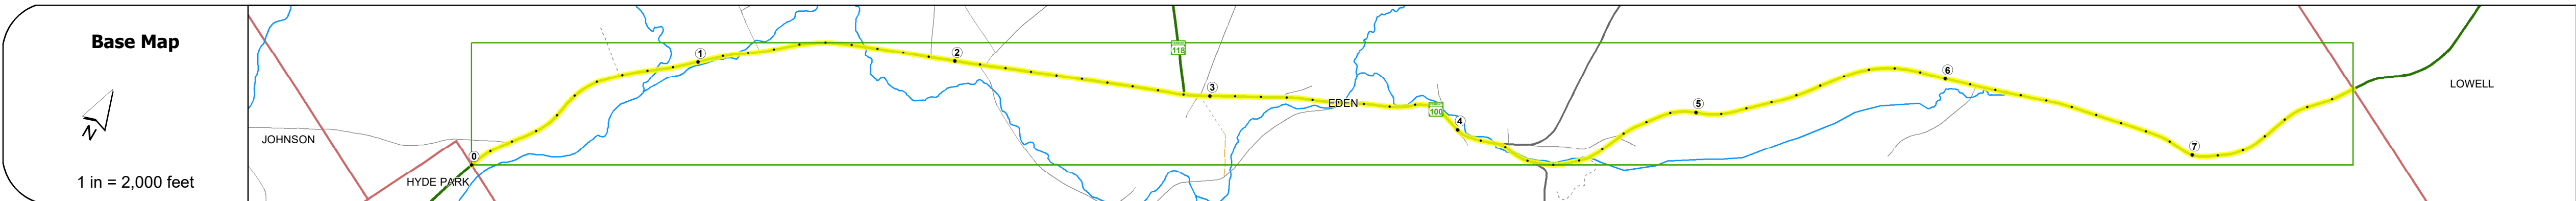 Base Map
N
1 in = 2,000 feet
JOHNSON
HYDE PARK
0
1
2
118
3
EDEN
100
4
5
6
7
LOWELL